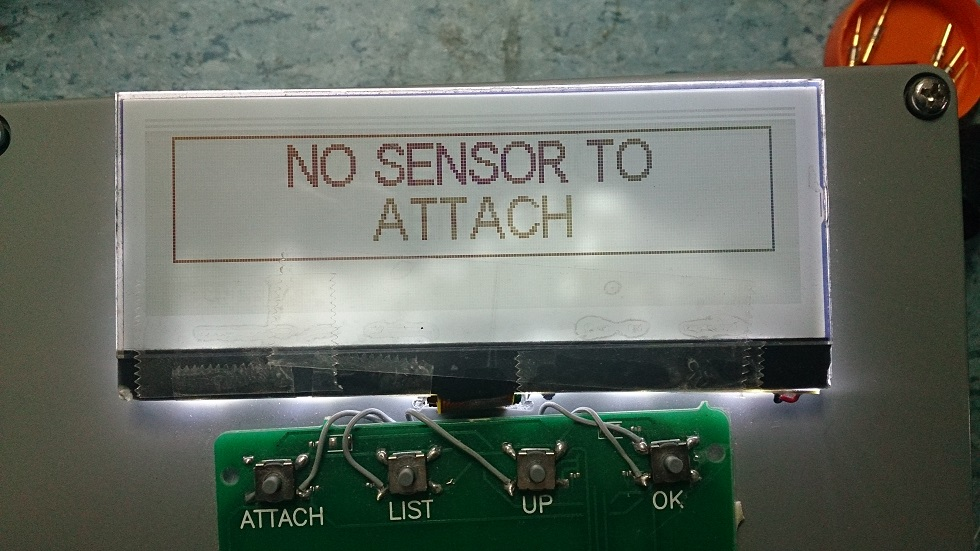 NO SENSOR TO
ATTACH
ATTACH
LIST
UP
OK